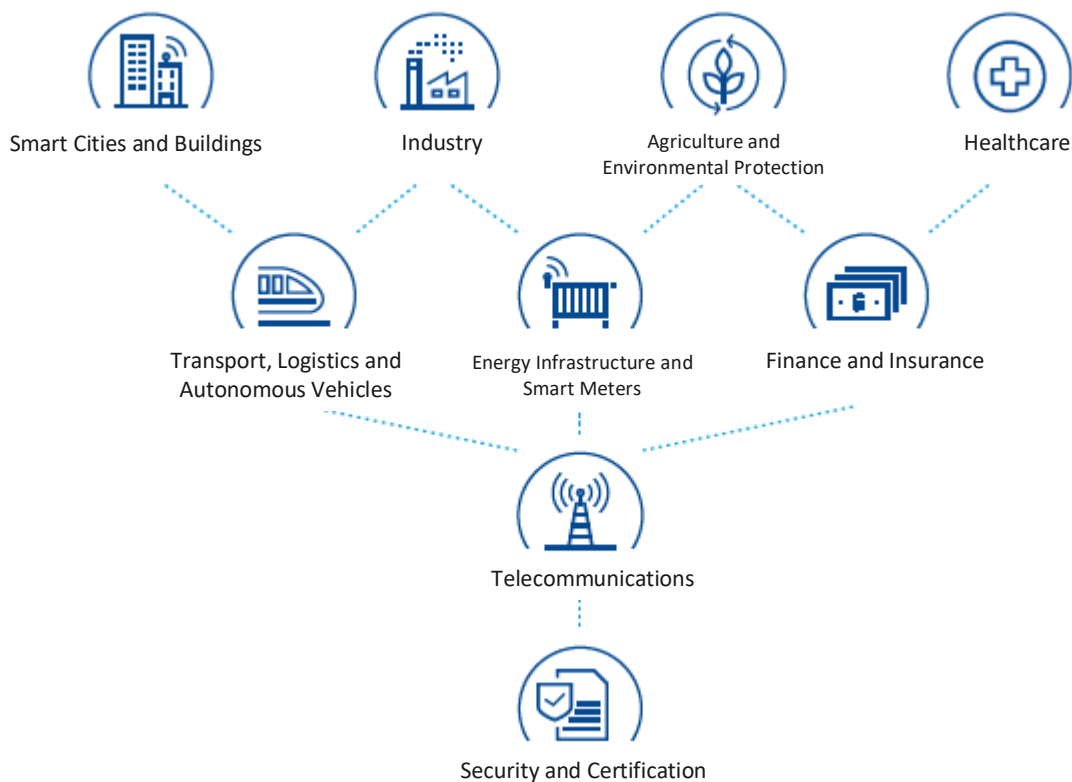 Smart Cities and Buildings
Industry
Agriculture and
Environmental Protection
Healthcare
Transport, Logistics and
Autonomous Vehicles
Energy Infrastructure and
Smart Meters
Finance and Insurance
Telecommunications
Security and Certification